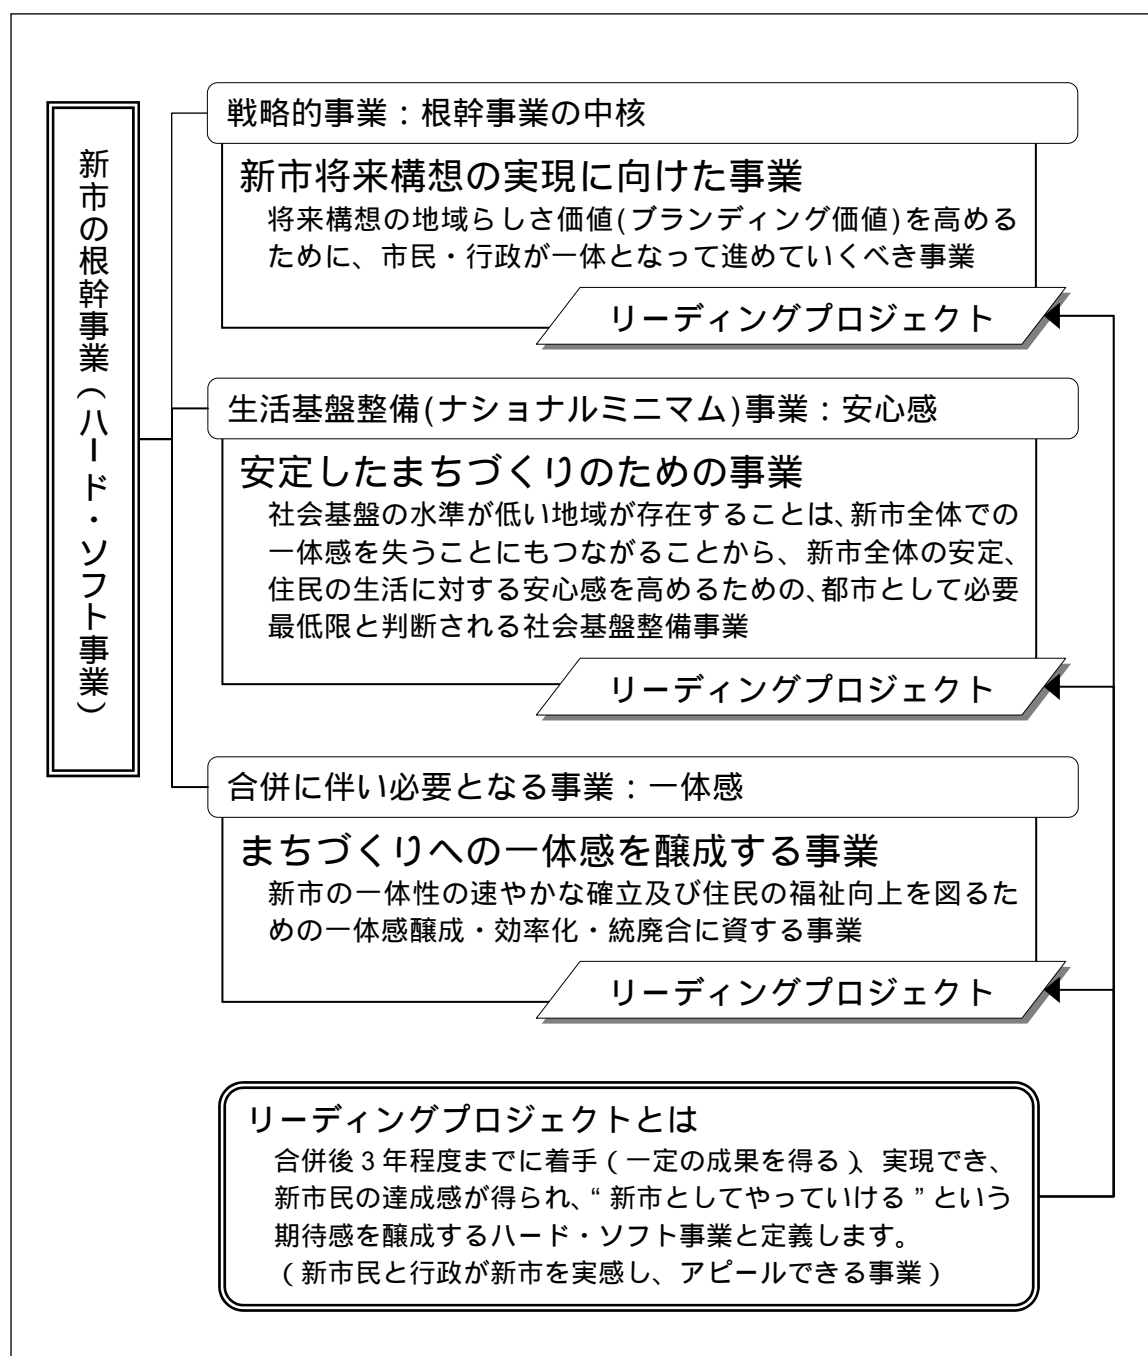 新市の根幹事業(ハード・ソフト事業)
戦略的事業:根幹事業の中核
新市将来構想の実現に向けた事業
将来構想の地域らしさ価値(ブランディング価値)を高める
ために、市民・行政が一体となって進めていくべき事業
リーディングプロジェクト
生活基盤整備(ナショナルミニマム)事業:安心感
安定したまちづくりのための事業
社会基盤の水準が低い地域が存在することは、新市全体での
一体感を失うことにもつながることから、新市全体の安定、
住民の生活に対する安心感を高めるための、都市として必要
最低限と判断される社会基盤整備事業
リーディングプロジェクト
合併に伴い必要となる事業:一体感
まちづくりへの一体感を醸成する事業
新市の一体性の速やかな確立及び住民の福祉向上を図るた
めの一体感醸成・効率化・統廃合に資する事業
リーディングプロジェクト
リーディングプロジェクトとは
合併後3年程度までに着手(一定の成果を得る)、実現でき、
新市民の達成感が得られ、“新市としてやっていける”という
期待感を醸成するハード・ソフト事業と定義します。
(新市民と行政が新市を実感し、アピールできる事業)